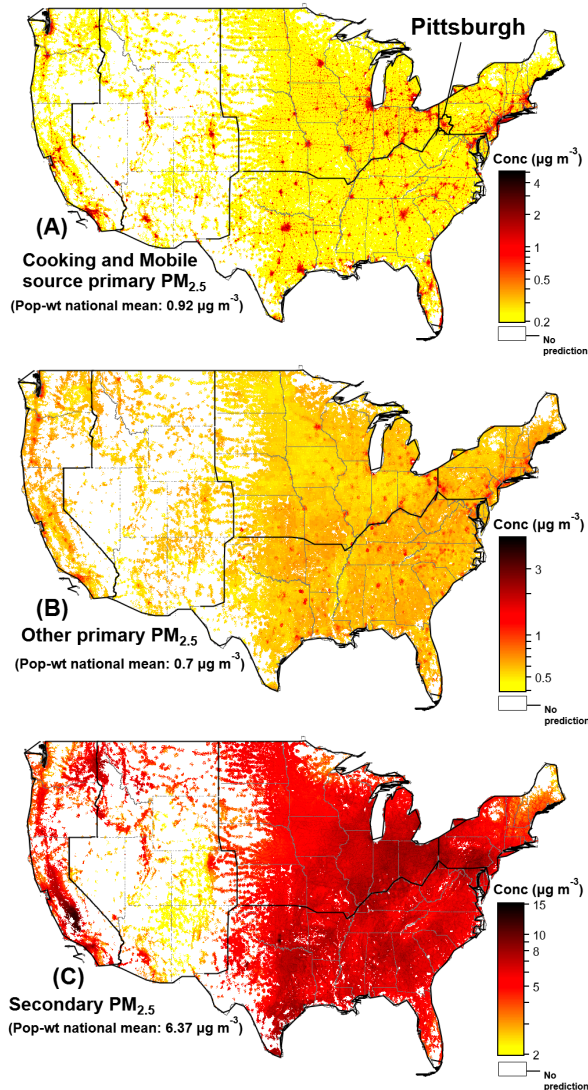 Pittsburgh
Conc (µg m⁻³)
4
2
1
0.5
0.2
No
prediction
(A)
Cooking and Mobile
source primary PM₂.₅
(Pop-wt national mean: 0.92 µg m⁻³)
3
1
0.5
No
prediction
(B)
Other primary PM₂.₅
(Pop-wt national mean: 0.7 µg m⁻³)
Conc (µg m⁻³)
15
10
8
5
2
No
prediction
(C)
Secondary PM₂.₅
(Pop-wt national mean: 6.37 µg m⁻³)